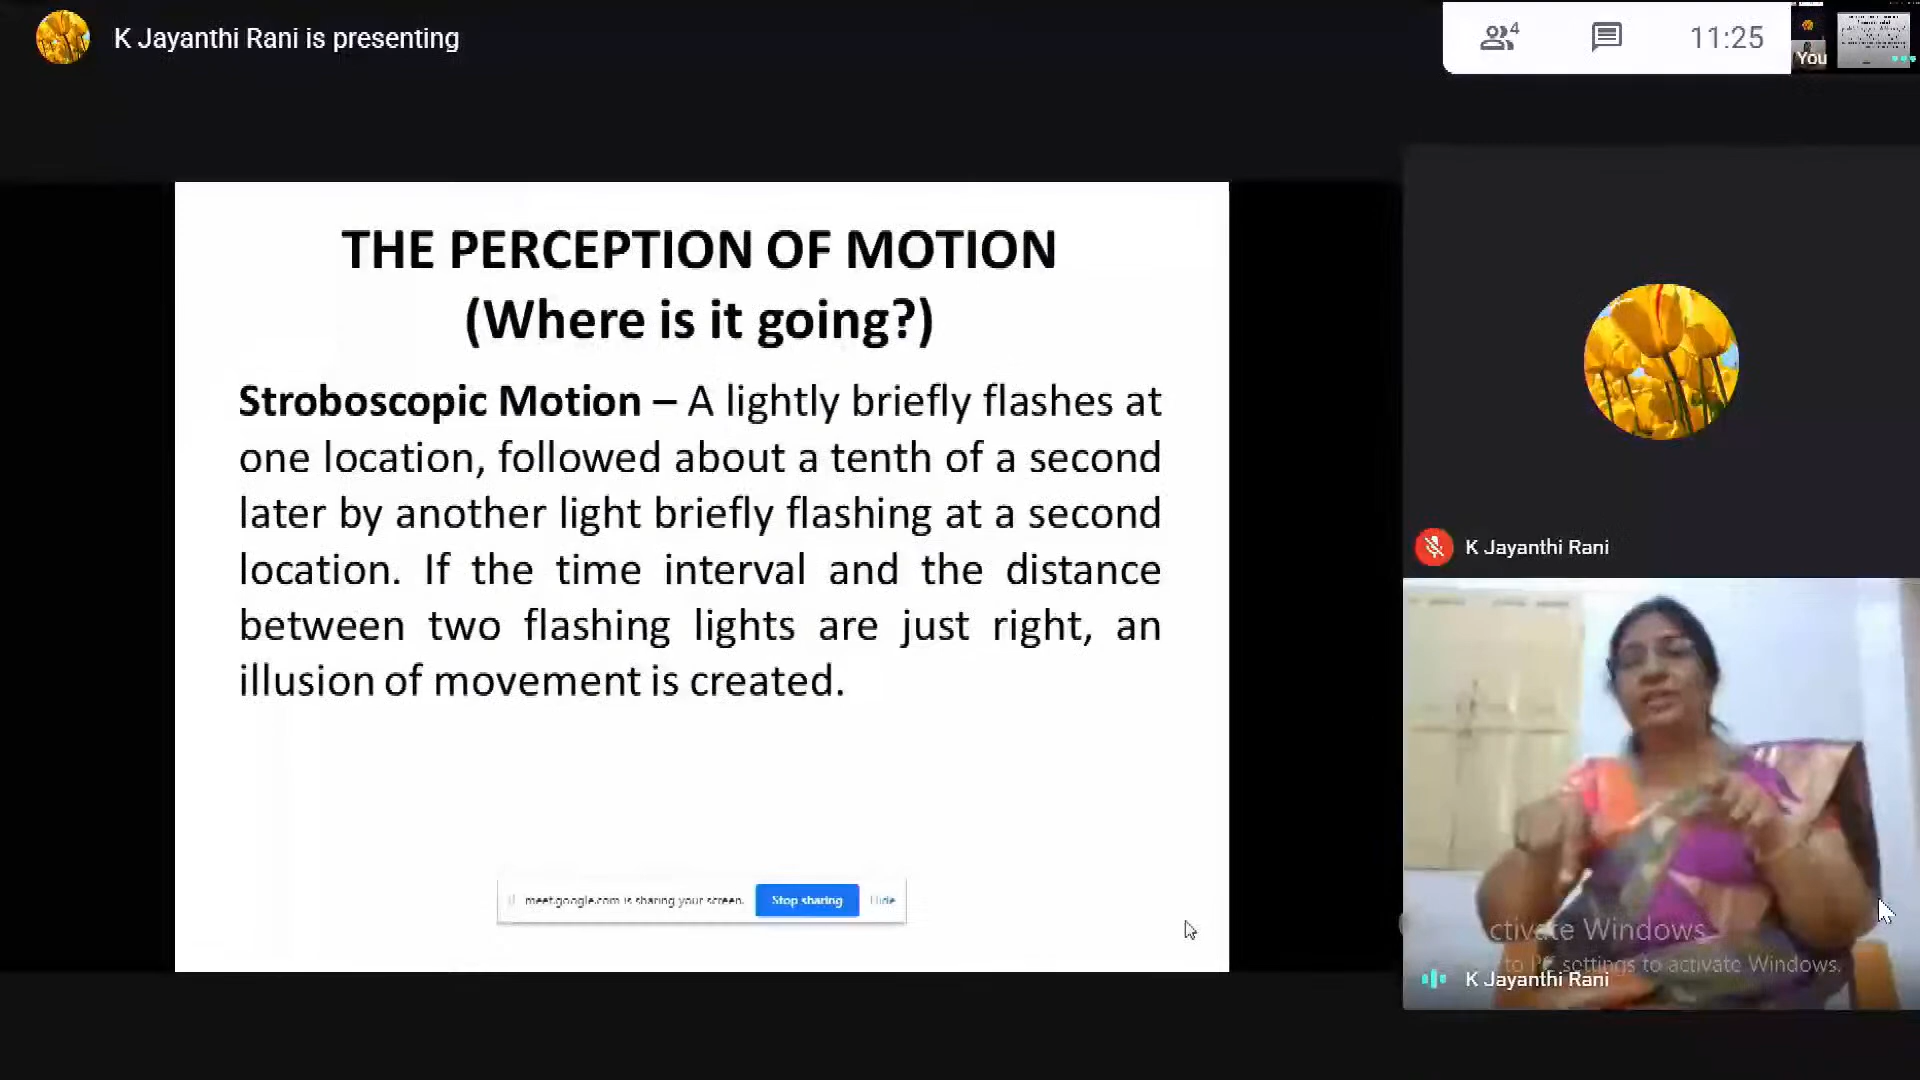 K Jayanthi Rani is presenting
4
11:25
You
THE PERCEPTION OF MOTION
(Where is it going?)
Stroboscopic Motion – A lightly briefly flashes at
one location, followed about a tenth of a second
later by another light briefly flashing at a second
location. If the time interval and the distance
between two flashing lights are just right, an
illusion of movement is created.
meet.google.com is sharing your screen.
Stop sharing
Hide
K Jayanthi Rani
ctivate Windows
to PC settings to activate Windows.
K Jayanthi Rani